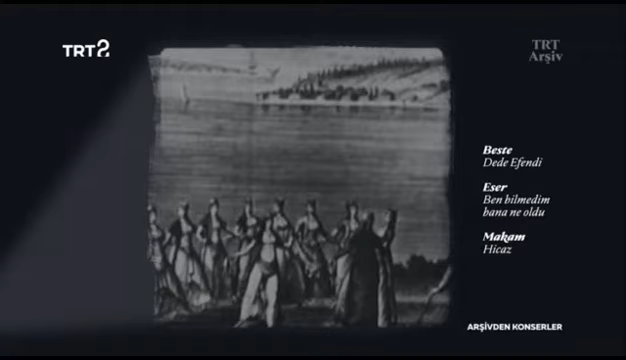 TRT2
TRT
Arşiv
Beste
Dede Efendi
Eser
Ben bilmedim
bana ne oldu
Makam
Hicaz
ARŞİVDEN KONSERLER